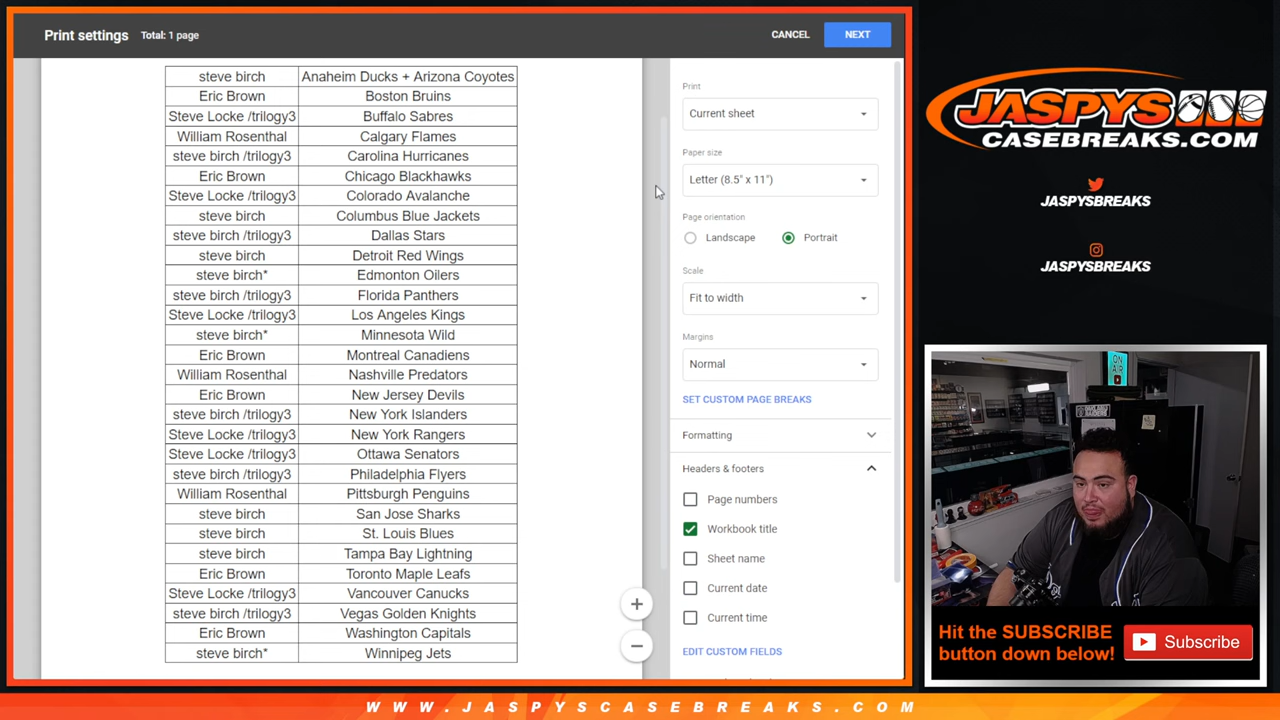 Print settings Total: 1 page CANCEL NEXT
steve birch Anaheim Ducks + Arizona Coyotes
Eric Brown Boston Bruins
Steve Locke /trilogy3 Buffalo Sabres
William Rosenthal Calgary Flames
steve birch /trilogy3 Carolina Hurricanes
Eric Brown Chicago Blackhawks
Steve Locke /trilogy3 Colorado Avalanche
steve birch Columbus Blue Jackets
steve birch /trilogy3 Dallas Stars
steve birch Detroit Red Wings
steve birch* Edmonton Oilers
steve birch /trilogy3 Florida Panthers
Steve Locke /trilogy3 Los Angeles Kings
steve birch* Minnesota Wild
Eric Brown Montreal Canadiens
William Rosenthal Nashville Predators
Eric Brown New Jersey Devils
steve birch /trilogy3 New York Islanders
Steve Locke /trilogy3 New York Rangers
Steve Locke /trilogy3 Ottawa Senators
steve birch /trilogy3 Philadelphia Flyers
William Rosenthal Pittsburgh Penguins
steve birch San Jose Sharks
steve birch St. Louis Blues
steve birch Tampa Bay Lightning
Eric Brown Toronto Maple Leafs
Steve Locke /trilogy3 Vancouver Canucks
steve birch /trilogy3 Vegas Golden Knights
Eric Brown Washington Capitals
steve birch* Winnipeg Jets
Print
Current sheet
Paper size
Letter (8.5" x 11")
Page orientation
Landscape Portrait
Scale
Fit to width
Margins
Normal
SET CUSTOM PAGE BREAKS
Formatting
Headers & footers
Page numbers
Workbook title
Sheet name
Current date
Current time
EDIT CUSTOM FIELDS
JASPYS
CASEBREAKS.COM
JASPYSBREAKS
JASPYSBREAKS
ON
AIR
Hit the SUBSCRIBE
button down below!
Subscribe
WWW.JASPYSCASEBREAKS.COM